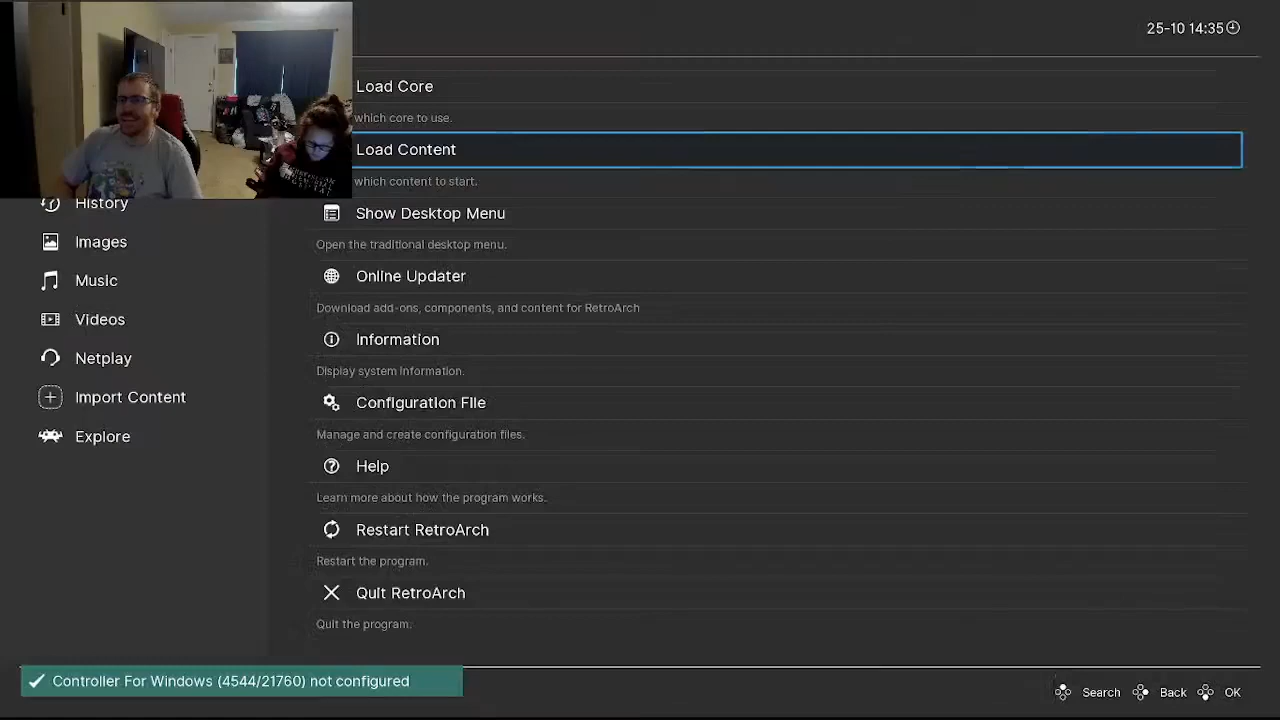 25-10 14:35
Load Core
which core to use.
Load Content
which content to start.
History
Show Desktop Menu
Images
Open the traditional desktop menu.
Online Updater
Music
Download add-ons, components, and content for RetroArch
Videos
Information
Netplay
Display system information.
Import Content
Configuration File
Explore
Manage and create configuration files.
Help
Learn more about how the program works.
Restart RetroArch
Restart the program.
Quit RetroArch
Quit the program.
Controller For Windows (4544/21760) not configured
Search Back OK